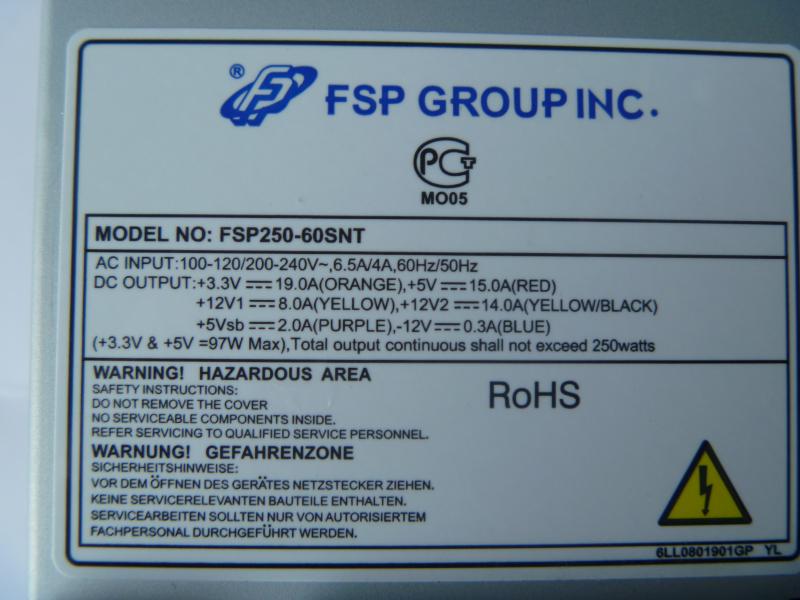 ® FSP GROUP INC.
PCT
MO05
MODEL NO: FSP250-60SNT
AC INPUT:100-120/200-240V~,6.5A/4A,60Hz/50Hz
DC OUTPUT:+3.3V ⎓ 19.0A(ORANGE),+5V ⎓ 15.0A(RED)
+12V1 ⎓ 8.0A(YELLOW),+12V2 ⎓ 14.0A(YELLOW/BLACK)
+5Vsb ⎓ 2.0A(PURPLE),-12V ⎓ 0.3A(BLUE)
(+3.3V & +5V =97W Max),Total output continuous shall not exceed 250watts
WARNING! HAZARDOUS AREA
SAFETY INSTRUCTIONS:
DO NOT REMOVE THE COVER
NO SERVICEABLE COMPONENTS INSIDE.
REFER SERVICING TO QUALIFIED SERVICE PERSONNEL.
RoHS
WARNUNG! GEFAHRENZONE
SICHERHEITSHINWEISE:
VOR DEM ÖFFNEN DES GERÄTES NETZSTECKER ZIEHEN.
KEINE SERVICERELEVANTEN BAUTEILE ENTHALTEN.
SERVICEARBEITEN SOLLTEN NUR VON AUTORISIERTEM
FACHPERSONAL DURCHGEFÜHRT WERDEN.
6LL0801901GP YL